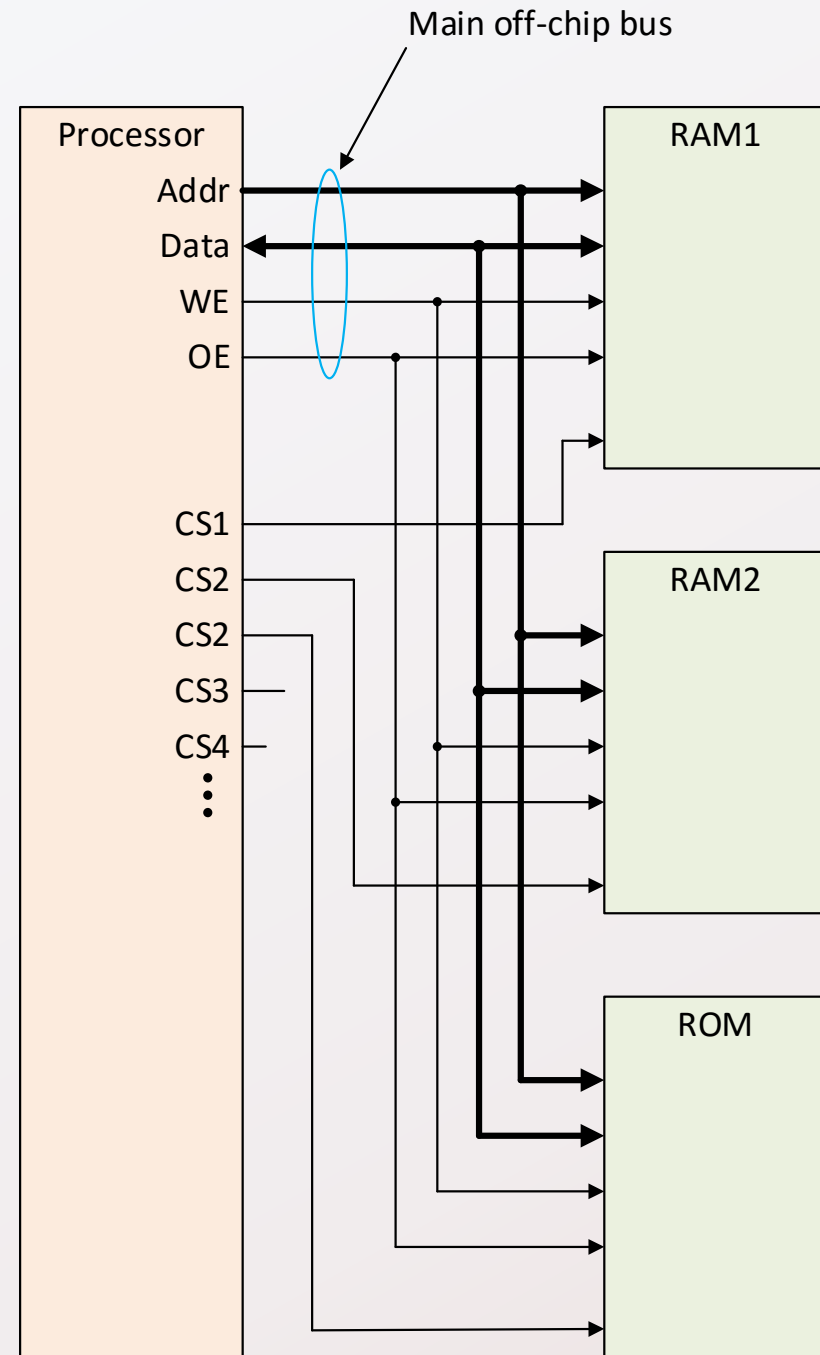 Main off-chip bus
Processor
RAM1
Addr
Data
WE
OE
CS1
CS2
RAM2
CS2
CS3
CS4
ROM